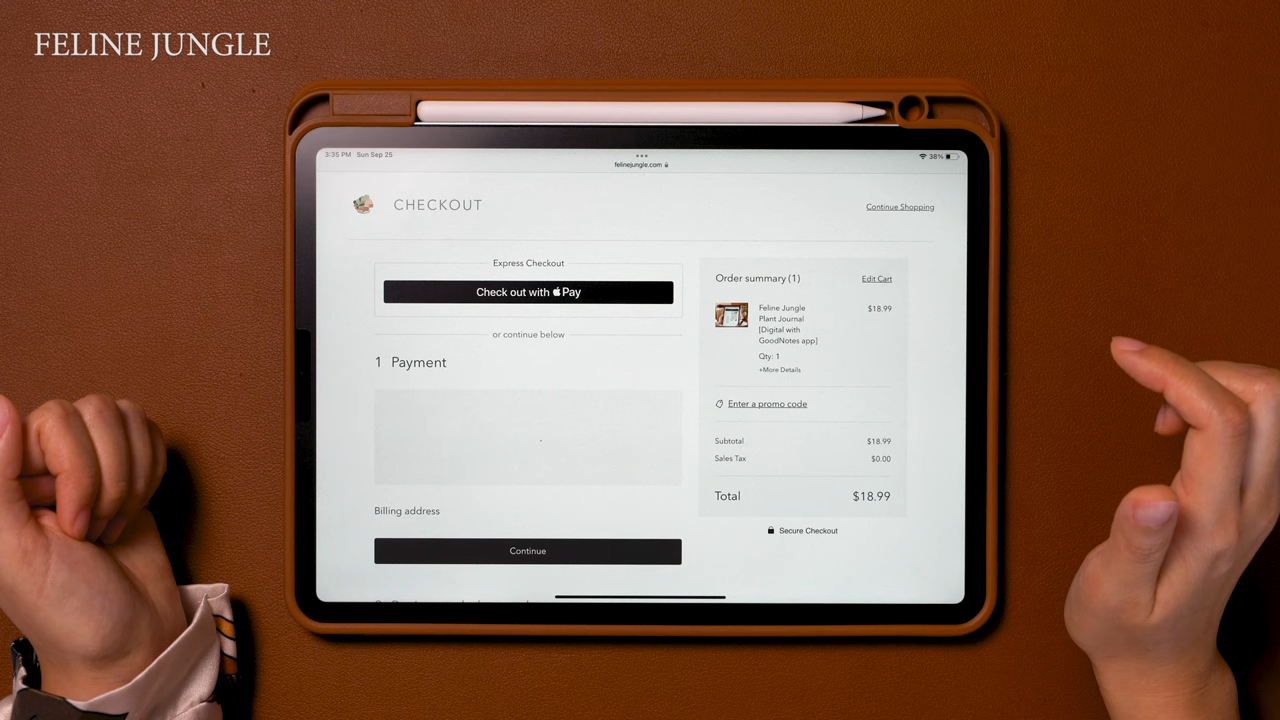 FELINE JUNGLE
3:35 PM Sun Sep 25
felinejungle.com
38%
CHECKOUT
Continue Shopping
Express Checkout
Check out with Pay
or continue below
1 Payment
Billing address
Continue
Order summary (1)
Edit Cart
Feline Jungle
Plant Journal
[Digital with
GoodNotes app]
$18.99
Qty: 1
+More Details
Enter a promo code
Subtotal $18.99
Sales Tax $0.00
Total $18.99
Secure Checkout